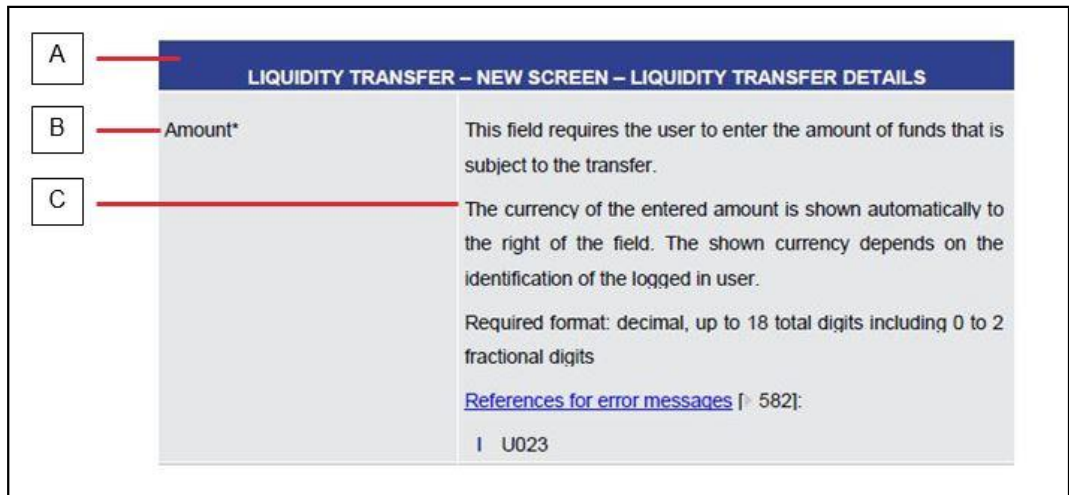 A
LIQUIDITY TRANSFER – NEW SCREEN – LIQUIDITY TRANSFER DETAILS
B
Amount*
This field requires the user to enter the amount of funds that is
subject to the transfer.
C
The currency of the entered amount is shown automatically to
the right of the field. The shown currency depends on the
identification of the logged in user.
Required format: decimal, up to 18 total digits including 0 to 2
fractional digits
References for error messages [▹ 582]:
I U023